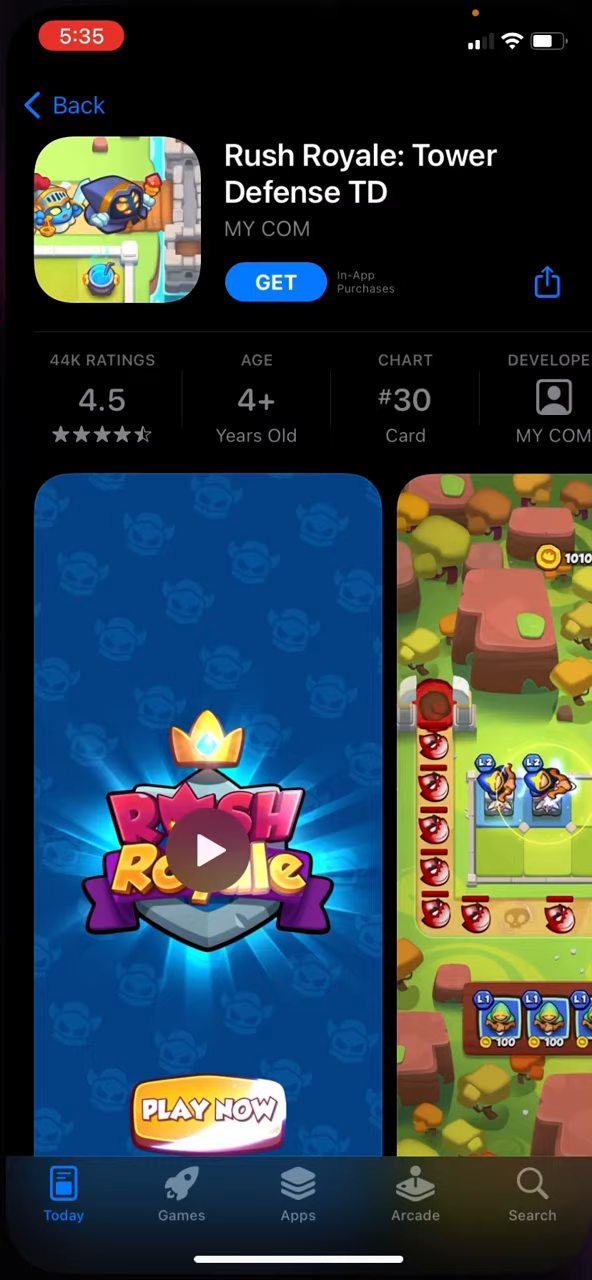 5:35
Back
Rush Royale: Tower
Defense TD
MY COM
GET
In-App
Purchases
44K RATINGS
AGE
CHART
DEVELOPE
4.5
4+
#30
Years Old
Card
MY COM
RUSH
Royale
PLAY NOW
1010
L2
L2
L1
L1
L1
100
100
Today
Games
Apps
Arcade
Search